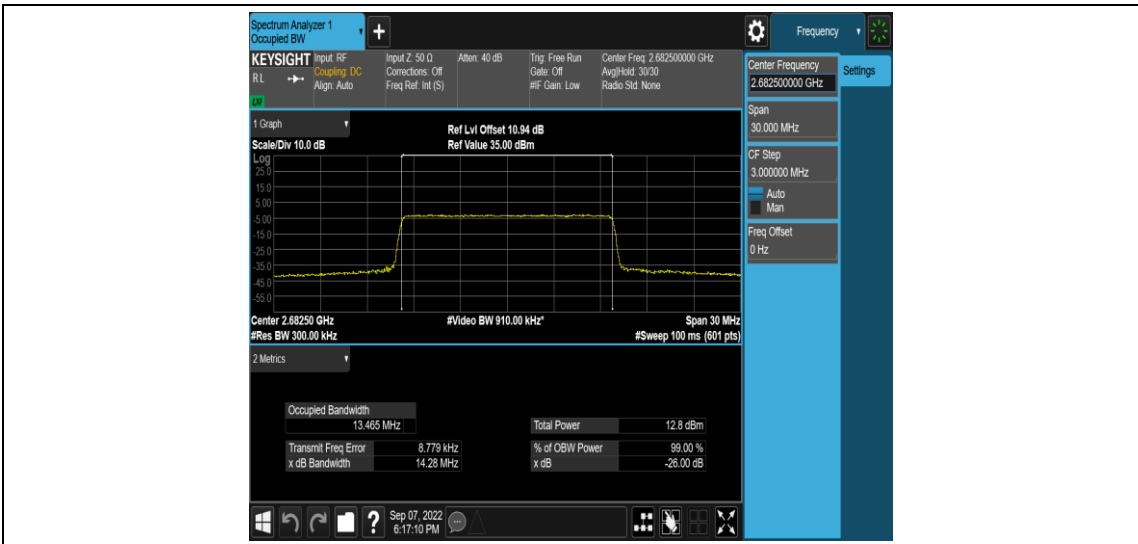 Spectrum Analyzer 1
Occupied BW
+
Frequency
KEYSIGHT Input: RF Input Z: 50 Ω Atten: 40 dB Trig: Free Run Center Freq: 2.682500000 GHz
RL Coupling: DC Corrections: Off Gate: Off Avg|Hold: 30/30
Align: Auto Freq Ref: Int (S) #IF Gain: Low Radio Std: None
LXI
Center Frequency
2.682500000 GHz
Settings
Span
30.000 MHz
CF Step
3.000000 MHz
Auto
Man
Freq Offset
0 Hz
1 Graph
Ref Lvl Offset 10.94 dB
Scale/Div 10.0 dB Ref Value 35.00 dBm
Log
25.0
15.0
5.00
-5.00
-15.0
-25.0
-35.0
-45.0
-55.0
Center 2.68250 GHz #Video BW 910.00 kHz* Span 30 MHz
#Res BW 300.00 kHz #Sweep 100 ms (601 pts)
2 Metrics
Occupied Bandwidth
13.465 MHz
Total Power 12.8 dBm
Transmit Freq Error 8.779 kHz % of OBW Power 99.00 %
x dB Bandwidth 14.28 MHz x dB -26.00 dB
?
Sep 07, 2022
6:17:10 PM